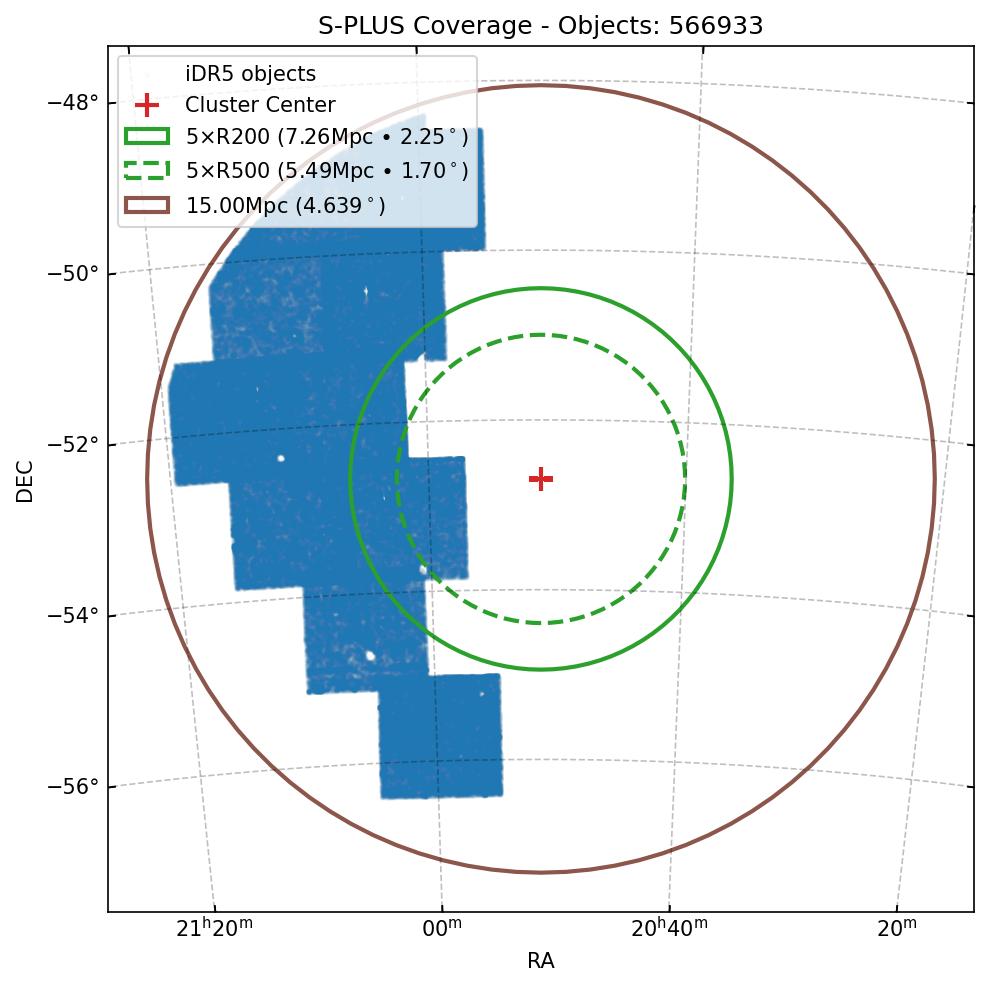 S-PLUS Coverage - Objects: 566933
iDR5 objects
Cluster Center
5×R200 (7.26Mpc • 2.25°)
5×R500 (5.49Mpc • 1.70°)
15.00Mpc (4.639°)
−48°
−50°
−52°
−54°
−56°
DEC
21ʰ20ᵐ 00ᵐ 20ʰ40ᵐ 20ᵐ
RA